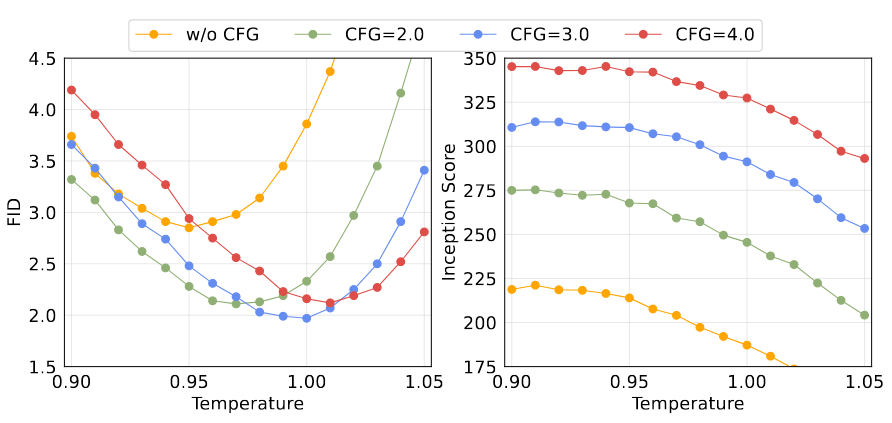 w/o CFG CFG=2.0 CFG=3.0 CFG=4.0
FID
4.5
4.0
3.5
3.0
2.5
2.0
1.5
0.90 0.95 1.00 1.05
Temperature
Inception Score
350
325
300
275
250
225
200
175
0.90 0.95 1.00 1.05
Temperature